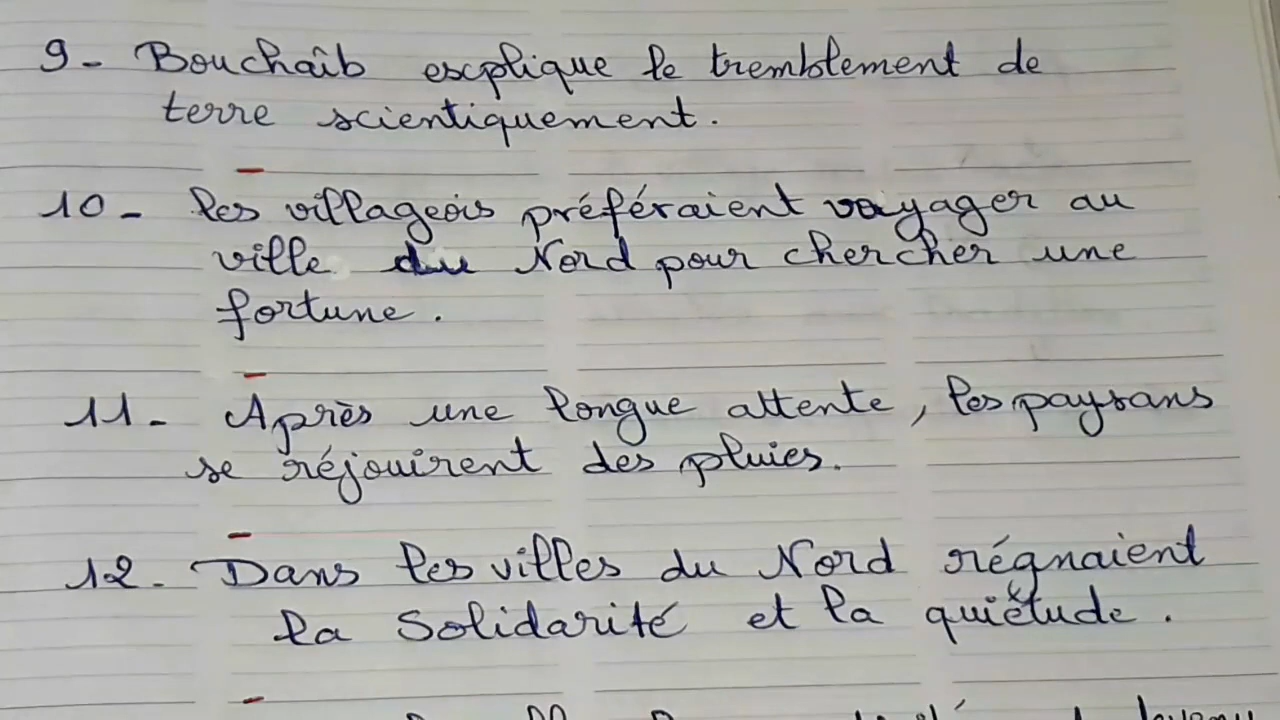 9- Bouchaîb explique le tremblement de
terre scientiquement.
10- les villageois préféraient voyager au
ville du Nord pour chercher une
fortune.
11- Après une longue attente, les paysans
se réjouirent des pluies.
12- Dans les villes du Nord régnaient
la Solidarité et la quiétude.